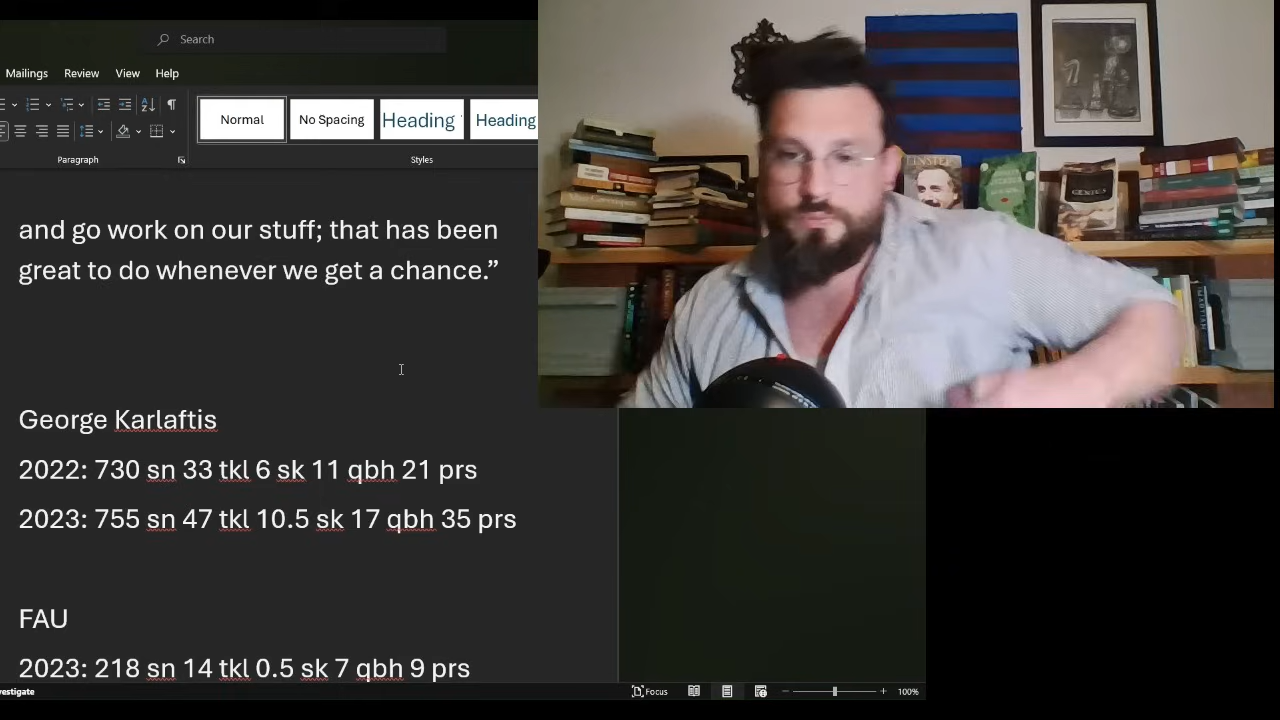 Search
Mailings Review View Help
Normal
No Spacing
Heading
Heading
Paragraph
Styles
and go work on our stuff; that has been
great to do whenever we get a chance.”
George Karlaftis
2022: 730 sn 33 tkl 6 sk 11 qbh 21 prs
2023: 755 sn 47 tkl 10.5 sk 17 qbh 35 prs
FAU
2023: 218 sn 14 tkl 0.5 sk 7 qbh 9 prs
Focus
100%
GENIUS